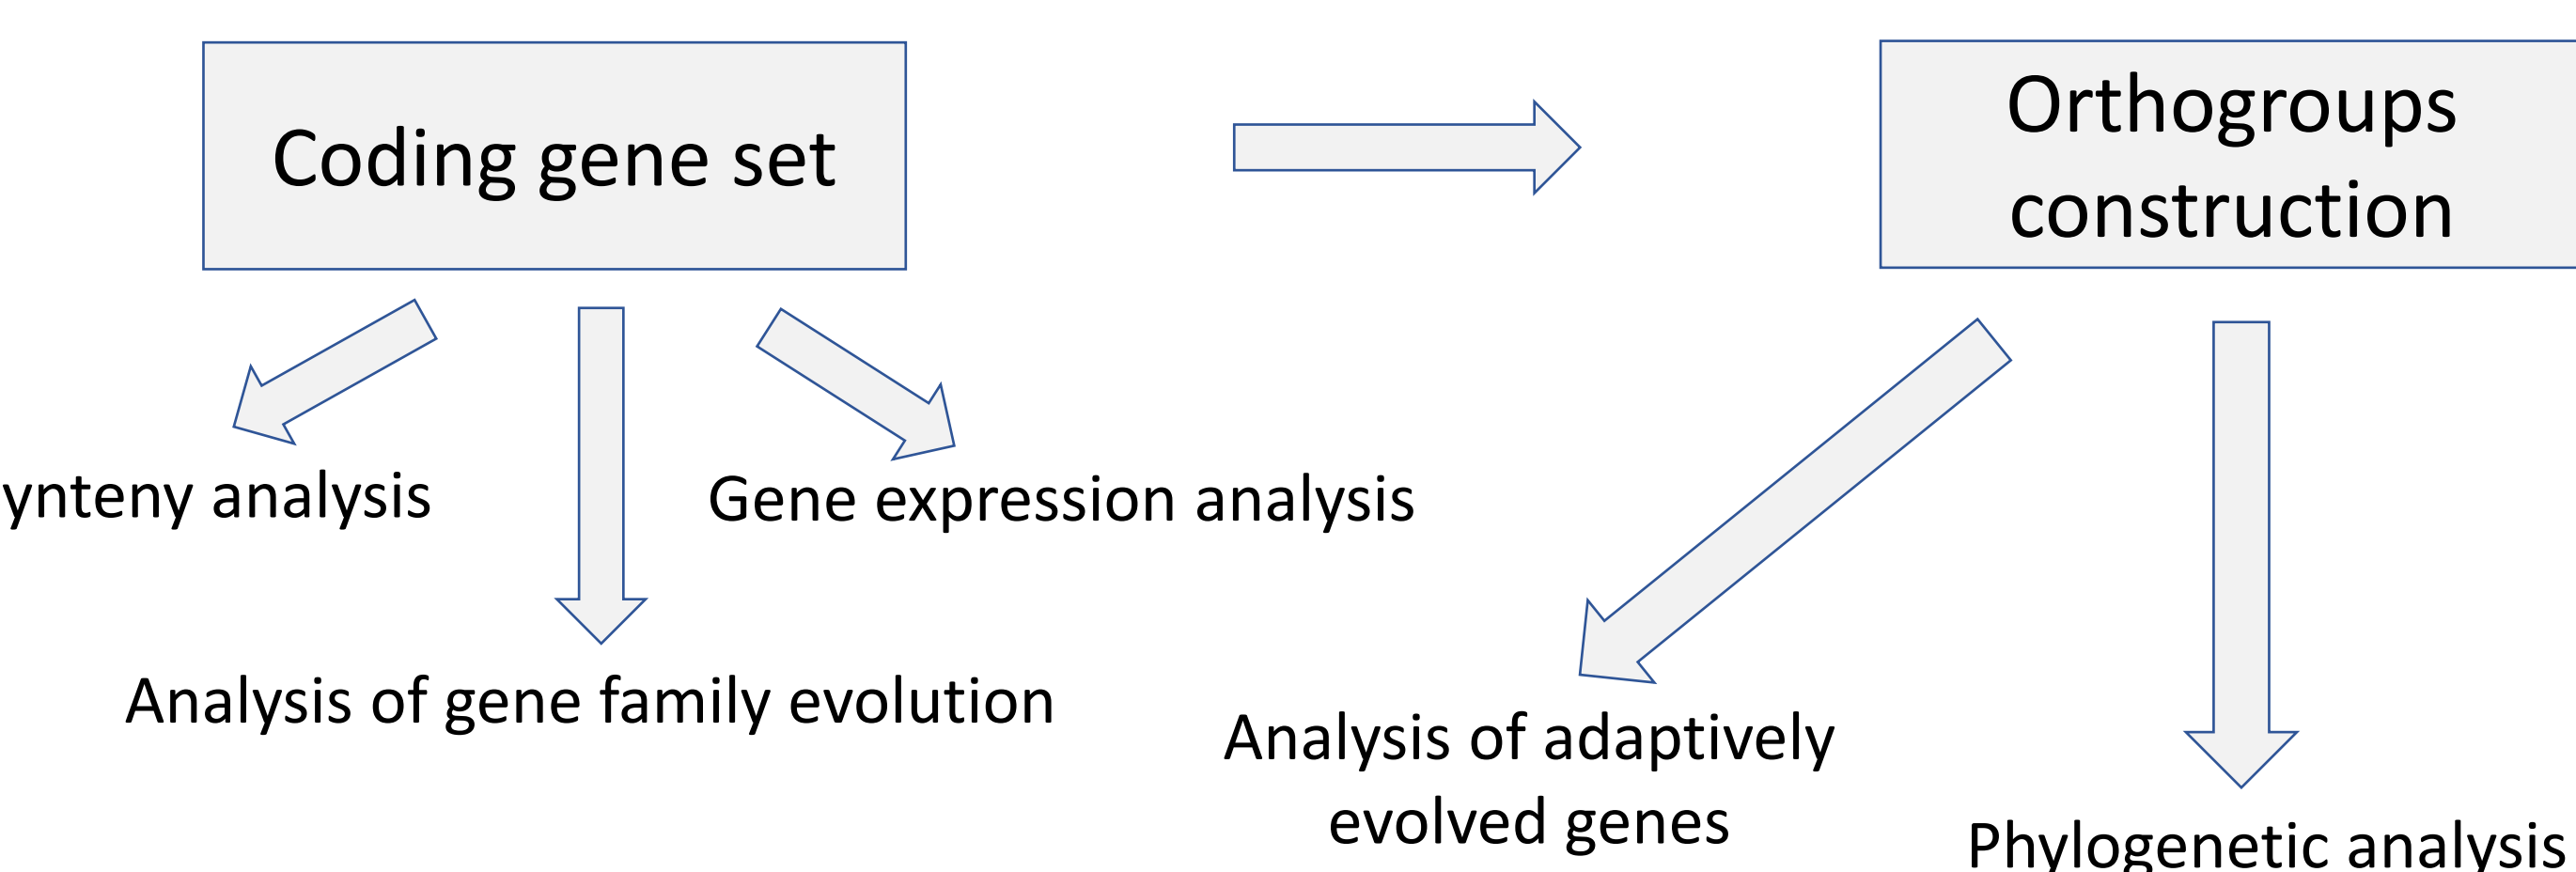 Coding gene set
Orthogroups
construction
ynteny analysis
Gene expression analysis
Analysis of gene family evolution
Analysis of adaptively
evolved genes
Phylogenetic analysis